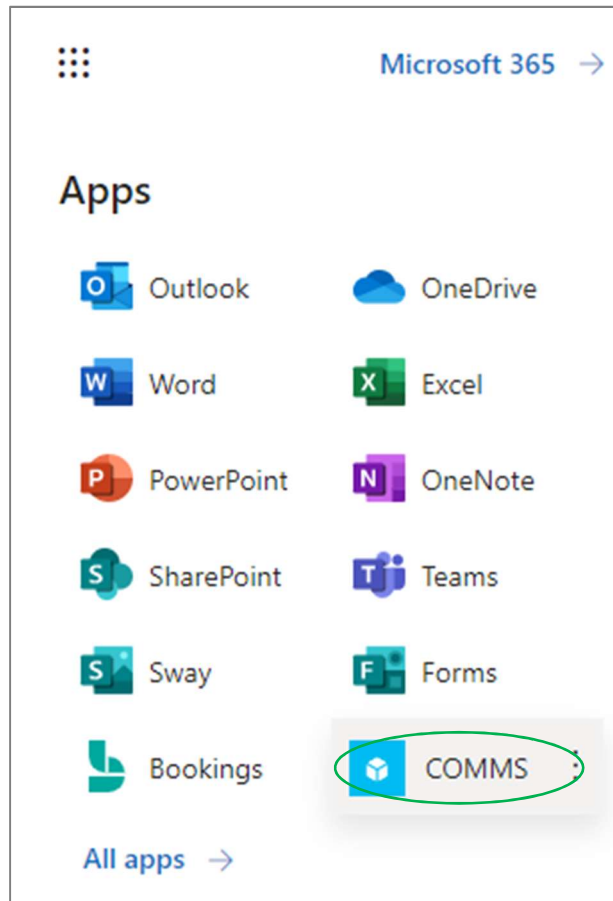 Microsoft 365 →
Apps
Outlook OneDrive
Word Excel
PowerPoint OneNote
SharePoint Teams
Sway Forms
Bookings COMMS
All apps →